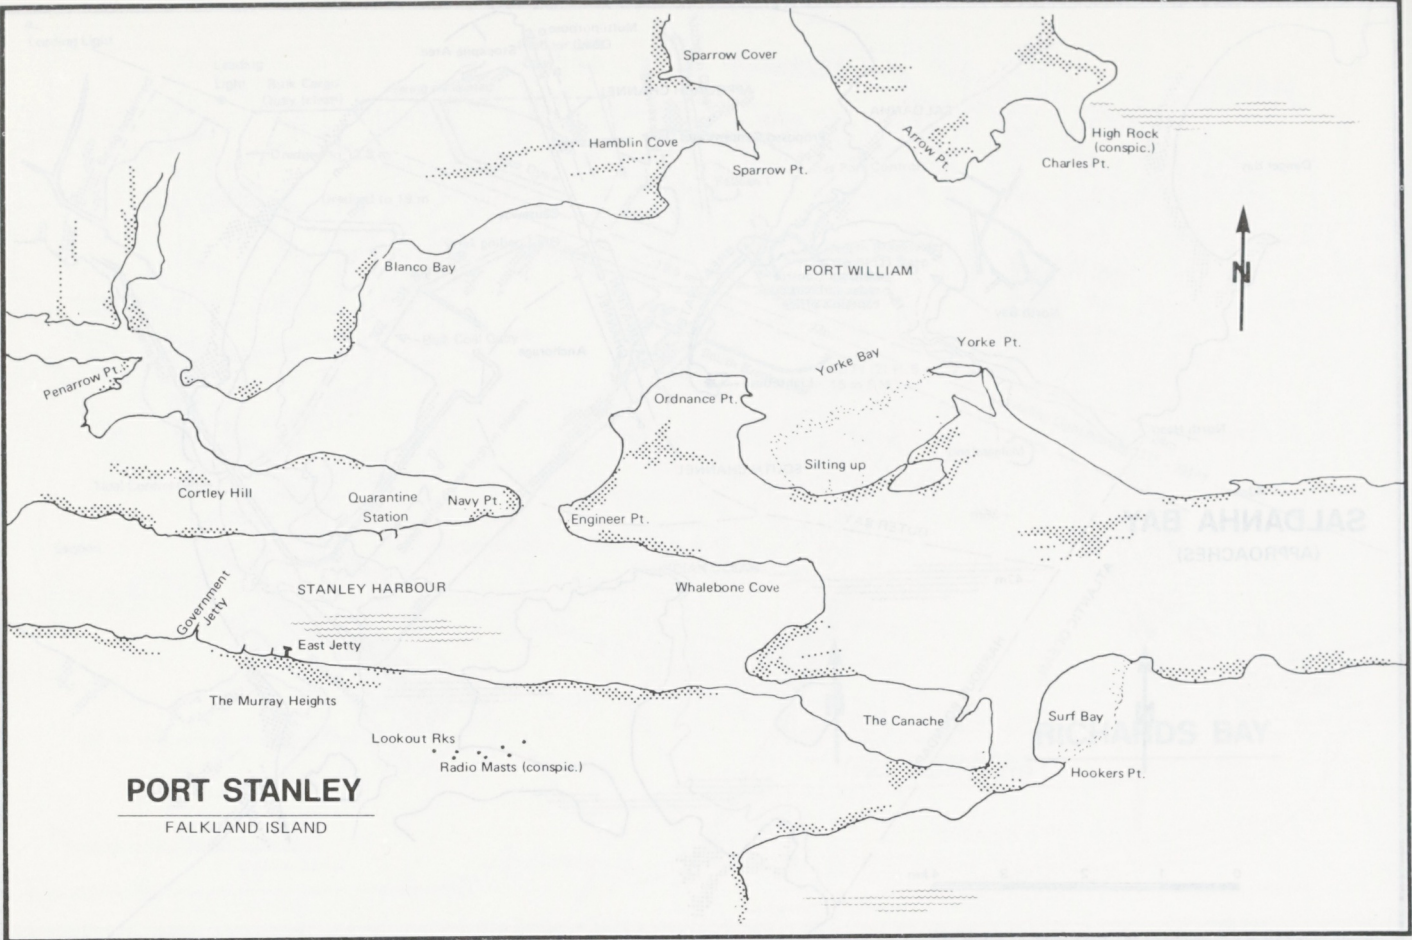 Sparrow Cover
Hamblin Cove
Sparrow Pt.
Arrow Pt.
High Rock
(conspic.)
Charles Pt.
Blanco Bay
PORT WILLIAM
N
Yorke Pt.
Yorke Bay
Penarrow Pt.
Ordnance Pt.
Silting up
Cortley Hill
Quarantine
Station
Navy Pt.
Engineer Pt.
SALDANHA BAY
(APPROACHES)
Government
Jetty
STANLEY HARBOUR
Whalebone Cove
East Jetty
The Murray Heights
The Canache
Surf Bay
RICHARDS BAY
Lookout Rks
Radio Masts (conspic.)
Hookers Pt.
PORT STANLEY
FALKLAND ISLAND